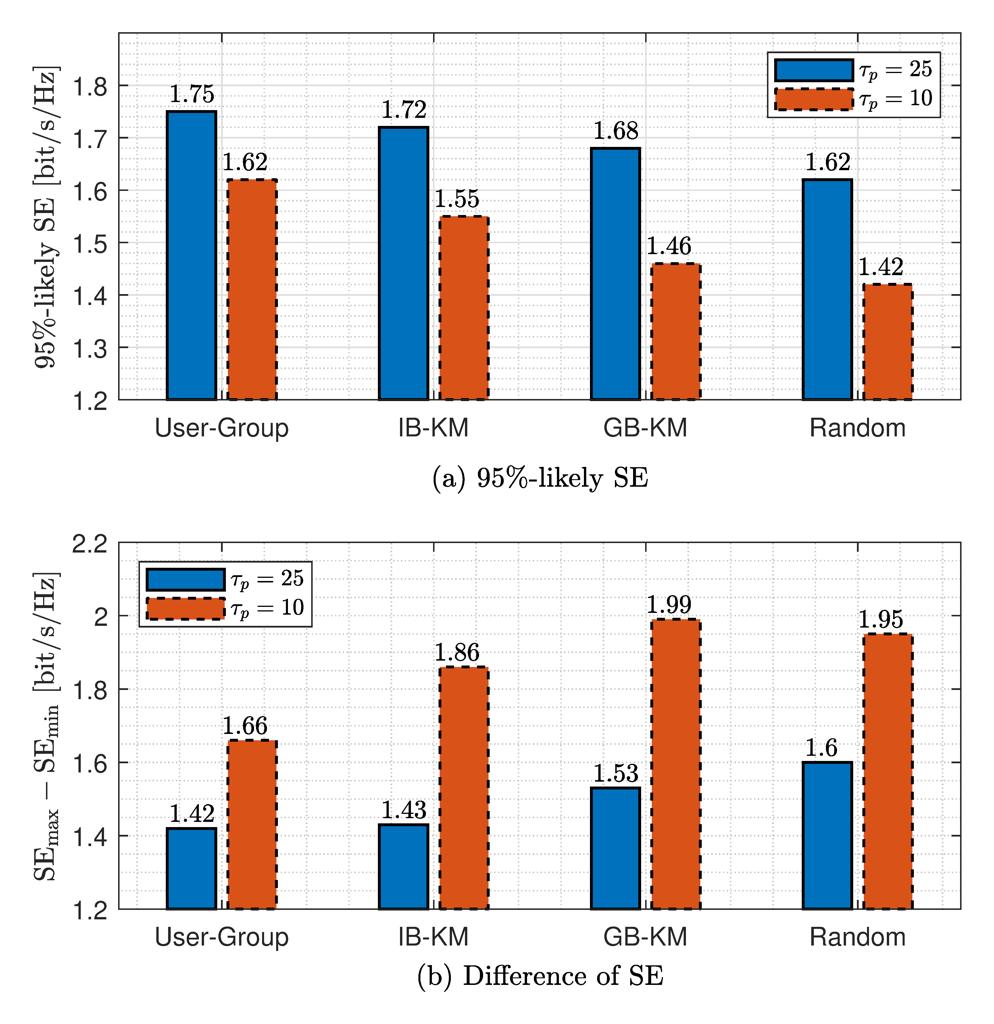 95%-likely SE [bit/s/Hz]
1.8
1.7
1.6
1.5
1.4
1.3
1.2
τp = 25
τp = 10
1.75
1.62
1.72
1.55
1.68
1.46
1.62
1.42
User-Group
IB-KM
GB-KM
Random
(a) 95%-likely SE
SEmax − SEmin [bit/s/Hz]
2.2
2
1.8
1.6
1.4
1.2
τp = 25
τp = 10
1.42
1.66
1.43
1.86
1.53
1.99
1.6
1.95
User-Group
IB-KM
GB-KM
Random
(b) Difference of SE